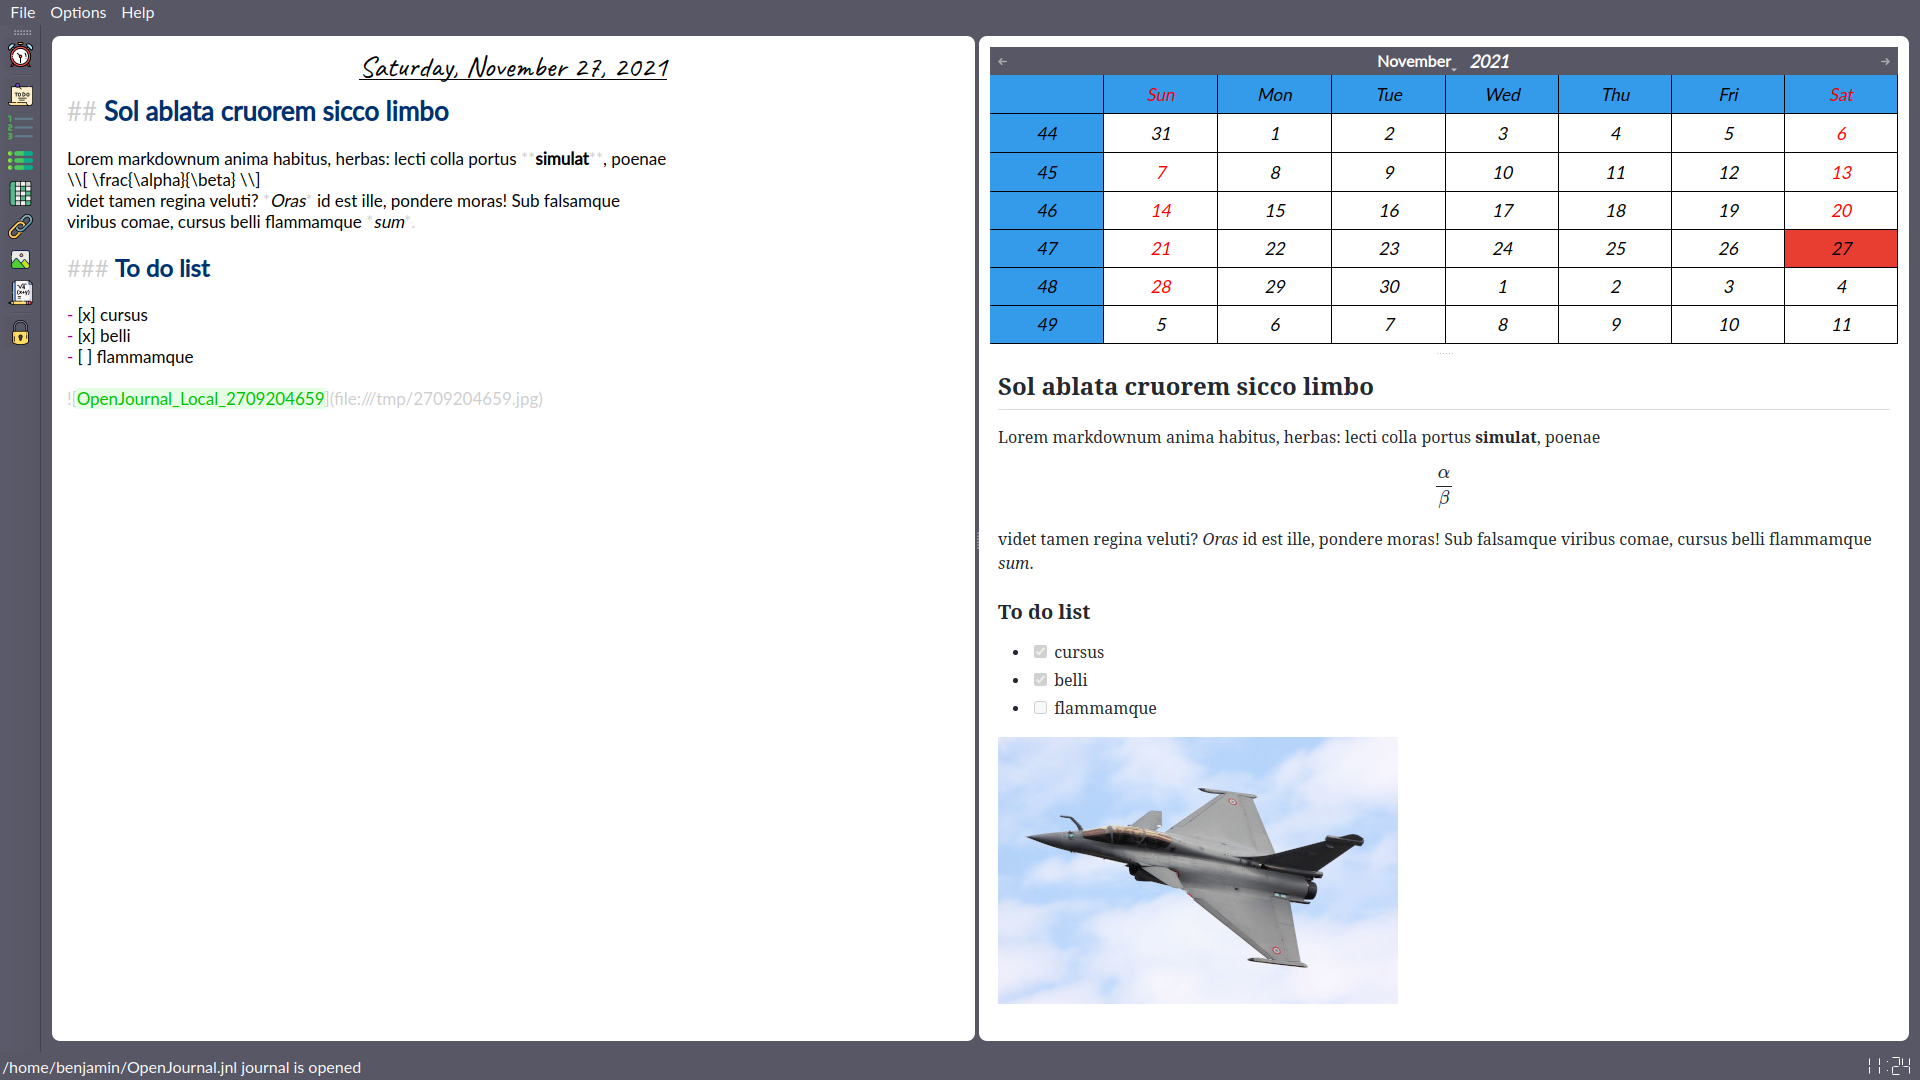 File Options Help
Saturday, November 27, 2021
## Sol ablata cruorem sicco limbo
Lorem markdownum anima habitus, herbas: lecti colla portus **simulat**, poenae
\\[ \frac{\alpha}{\beta} \\]
videt tamen regina veluti? *Oras* id est ille, pondere moras! Sub falsamque
viribus comae, cursus belli flammamque *sum*.
### To do list
- [x] cursus
- [x] belli
- [ ] flammamque
![OpenJournal_Local_2709204659](file:///tmp/2709204659.jpg)
November 2021
Sun Mon Tue Wed Thu Fri Sat
44 31 1 2 3 4 5 6
45 7 8 9 10 11 12 13
46 14 15 16 17 18 19 20
47 21 22 23 24 25 26 27
48 28 29 30 1 2 3 4
49 5 6 7 8 9 10 11
Sol ablata cruorem sicco limbo
Lorem markdownum anima habitus, herbas: lecti colla portus simulat, poenae
α
β
videt tamen regina veluti? Oras id est ille, pondere moras! Sub falsamque viribus comae, cursus belli flammamque
sum.
To do list
cursus
belli
flammamque
/home/benjamin/OpenJournal.jnl journal is opened
11:24